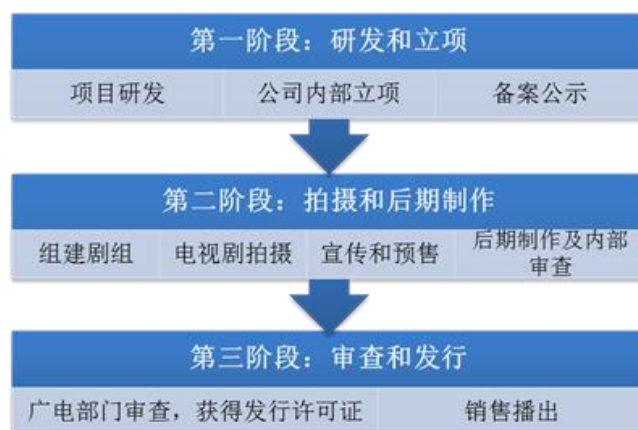 第一阶段：研发和立项
项目研发 公司内部立项 备案公示
第二阶段：拍摄和后期制作
组建剧组 电视剧拍摄 宣传和预售 后期制作及内部
审查
第三阶段：审查和发行
广电部门审查，获得发行许可证 销售播出